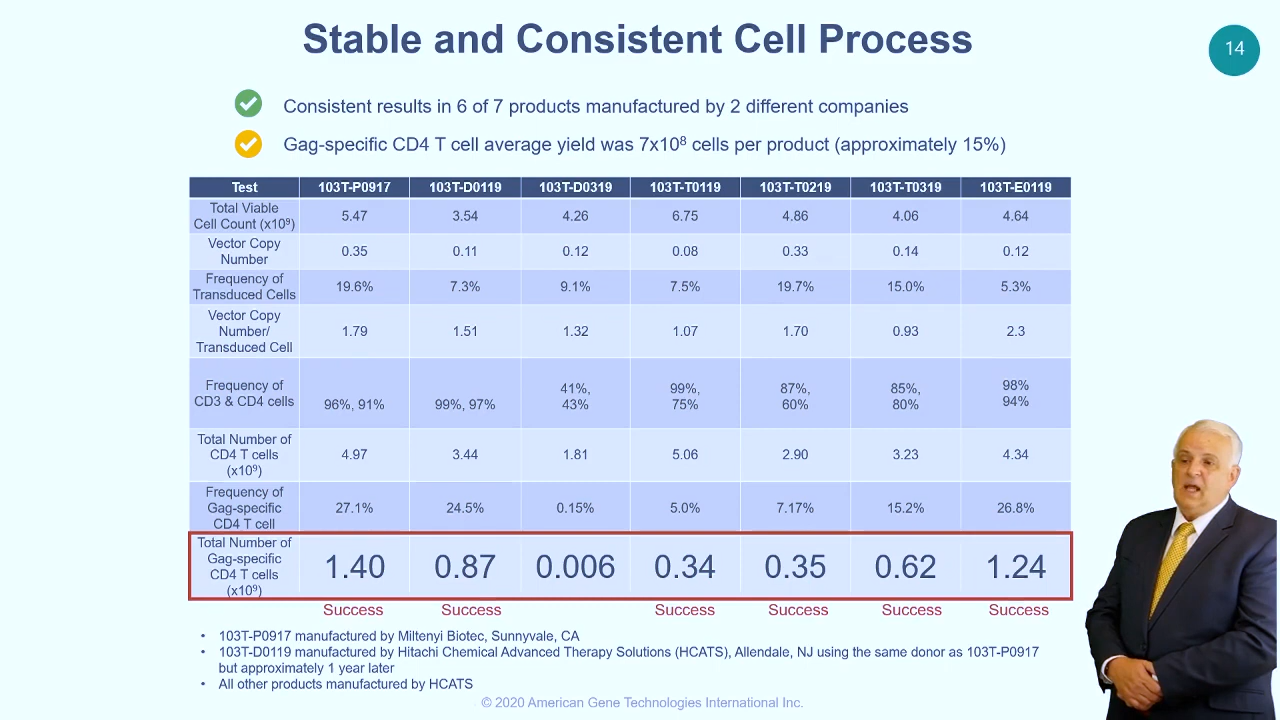 Stable and Consistent Cell Process
14
Consistent results in 6 of 7 products manufactured by 2 different companies
Gag-specific CD4 T cell average yield was 7x10⁸ cells per product (approximately 15%)
Test 103T-P0917 103T-D0119 103T-D0319 103T-T0119 103T-T0219 103T-T0319 103T-E0119
Total Viable
Cell Count (x10⁹) 5.47 3.54 4.26 6.75 4.86 4.06 4.64
Vector Copy
Number 0.35 0.11 0.12 0.08 0.33 0.14 0.12
Frequency of
Transduced Cells 19.6% 7.3% 9.1% 7.5% 19.7% 15.0% 5.3%
Vector Copy
Number/
Transduced Cell 1.79 1.51 1.32 1.07 1.70 0.93 2.3
Frequency of
CD3 & CD4 cells 96%, 91% 99%, 97% 41%, 43% 99%, 75% 87%, 60% 85%, 80% 98% 94%
Total Number of
CD4 T cells
(x10⁹) 4.97 3.44 1.81 5.06 2.90 3.23 4.34
Frequency of
Gag-specific
CD4 T cell 27.1% 24.5% 0.15% 5.0% 7.17% 15.2% 26.8%
Total Number of
Gag-specific
CD4 T cells
(x10⁹) 1.40 0.87 0.006 0.34 0.35 0.62 1.24
Success Success Success Success Success Success
• 103T-P0917 manufactured by Miltenyi Biotec, Sunnyvale, CA
• 103T-D0119 manufactured by Hitachi Chemical Advanced Therapy Solutions (HCATS), Allendale, NJ using the same donor as 103T-P0917
but approximately 1 year later
• All other products manufactured by HCATS
© 2020 American Gene Technologies International Inc.